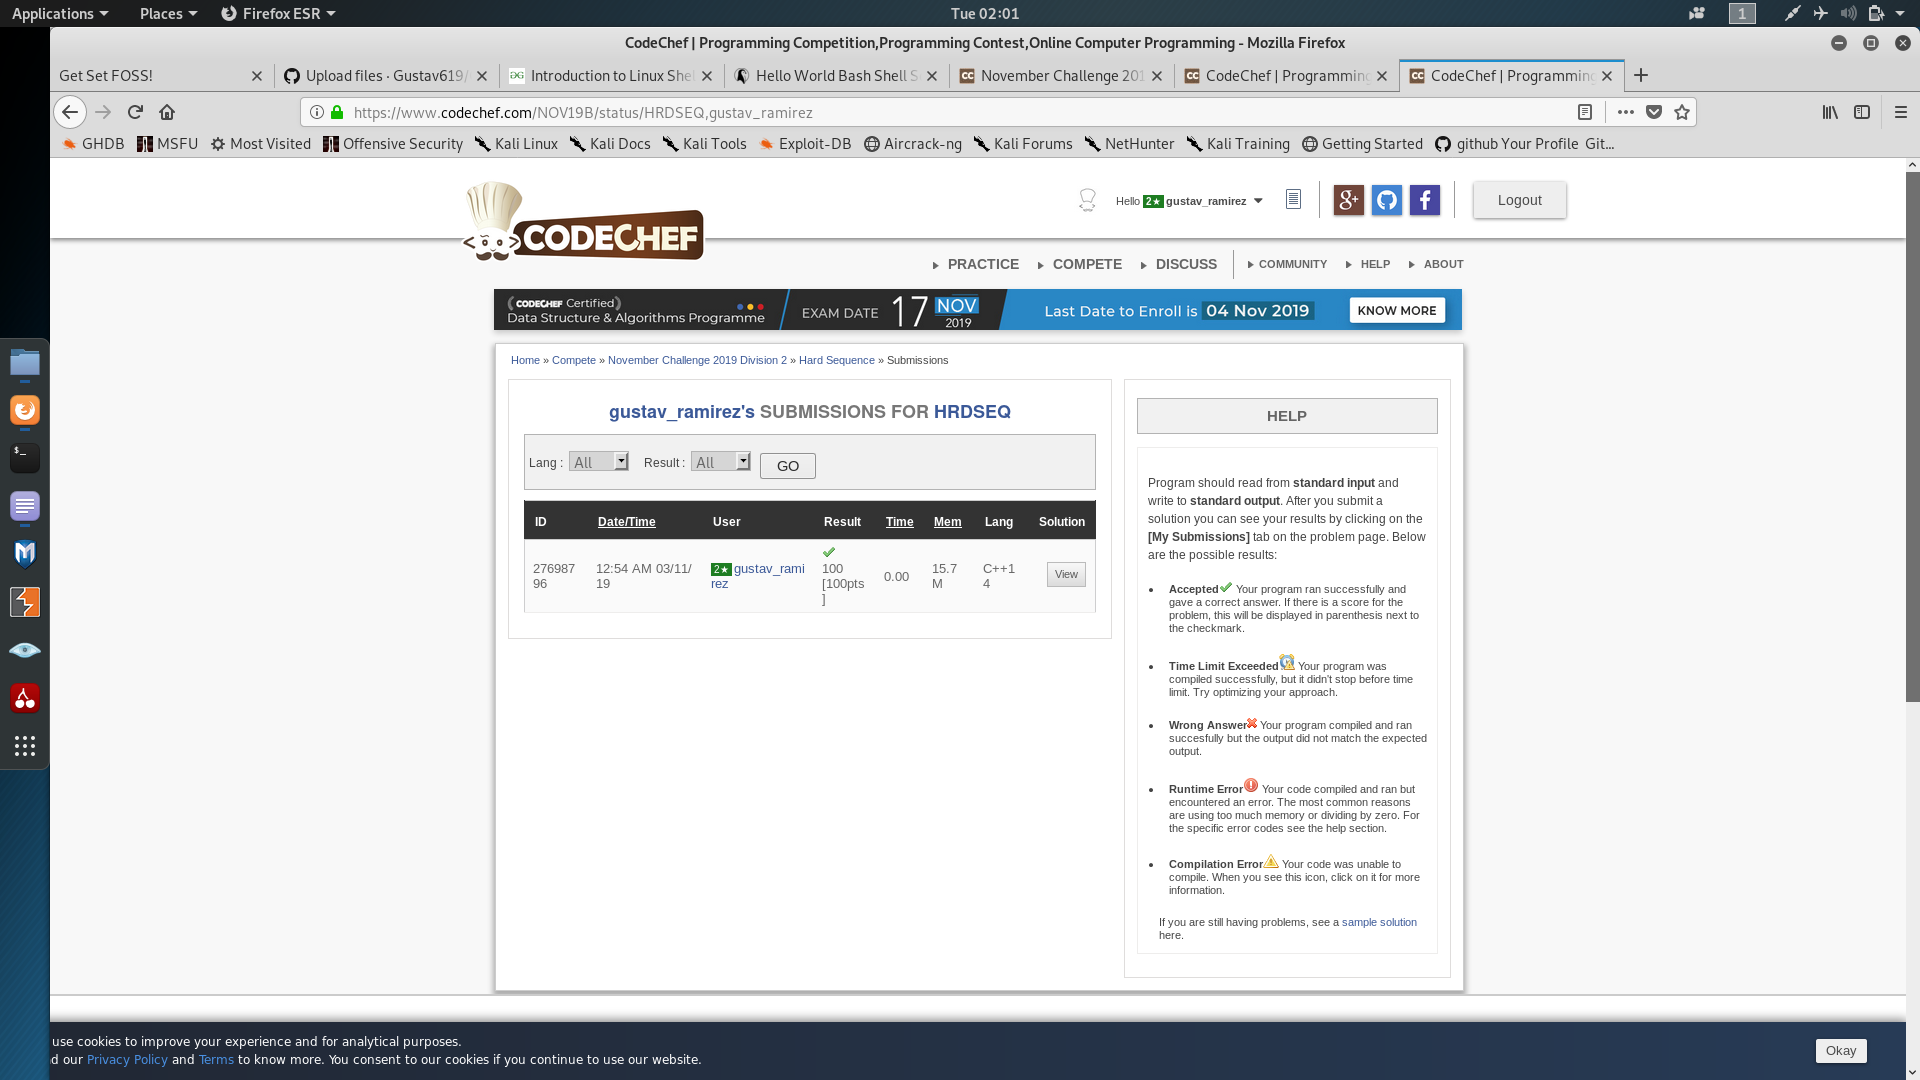 Applications Places Firefox ESR Tue 02:01 1
CodeChef | Programming Competition,Programming Contest,Online Computer Programming - Mozilla Firefox
Get Set FOSS! Upload files · Gustav619/ Introduction to Linux She Hello World Bash Shell S November Challenge 201 CodeChef | Programming CodeChef | Programming
https://www.codechef.com/NOV19B/status/HRDSEQ,gustav_ramirez
GHDB MSFU Most Visited Offensive Security Kali Linux Kali Docs Kali Tools Exploit-DB Aircrack-ng Kali Forums NetHunter Kali Training Getting Started github Your Profile Git...
CODECHEF
Hello 2★ gustav_ramirez
g+
f
Logout
PRACTICE COMPETE DISCUSS COMMUNITY HELP ABOUT
CODECHEF Certified
Data Structure & Algorithms Programme
EXAM DATE 17 NOV
2019
Last Date to Enroll is 04 Nov 2019
KNOW MORE
Home » Compete » November Challenge 2019 Division 2 » Hard Sequence » Submissions
gustav_ramirez's SUBMISSIONS FOR HRDSEQ
Lang : All Result : All GO
ID Date/Time User Result Time Mem Lang Solution
276987
96
12:54 AM 03/11/
19
2★ gustav_rami
rez
100
[100pts
]
0.00
15.7
M
C++1
4
View
HELP
Program should read from standard input and
write to standard output. After you submit a
solution you can see your results by clicking on the
[My Submissions] tab on the problem page. Below
are the possible results:
Accepted Your program ran successfully and
gave a correct answer. If there is a score for the
problem, this will be displayed in parenthesis next to
the checkmark.
Time Limit Exceeded Your program was
compiled successfully, but it didn't stop before time
limit. Try optimizing your approach.
Wrong Answer Your program compiled and ran
succesfully but the output did not match the expected
output.
Runtime Error Your code compiled and ran but
encountered an error. The most common reasons
are using too much memory or dividing by zero. For
the specific error codes see the help section.
Compilation Error Your code was unable to
compile. When you see this icon, click on it for more
information.
If you are still having problems, see a sample solution
here.
use cookies to improve your experience and for analytical purposes.
d our Privacy Policy and Terms to know more. You consent to our cookies if you continue to use our website.
Okay